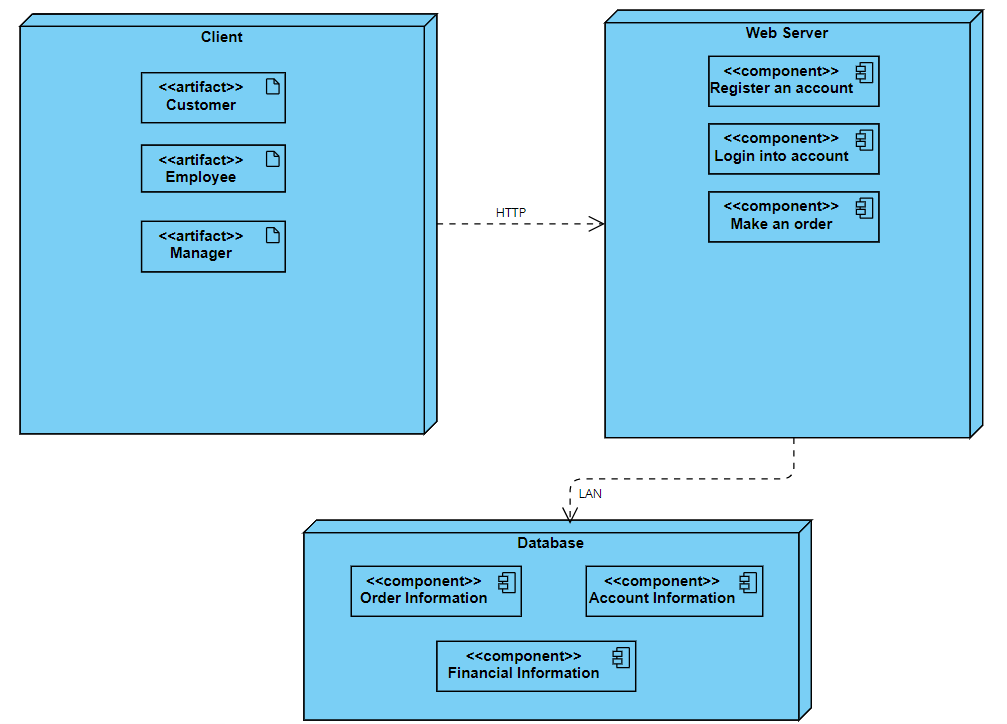 Client
<<artifact>>
Customer
<<artifact>>
Employee
<<artifact>>
Manager
HTTP
Web Server
<<component>>
Register an account
<<component>>
Login into account
<<component>>
Make an order
LAN
Database
<<component>>
Order Information
<<component>>
Account Information
<<component>>
Financial Information